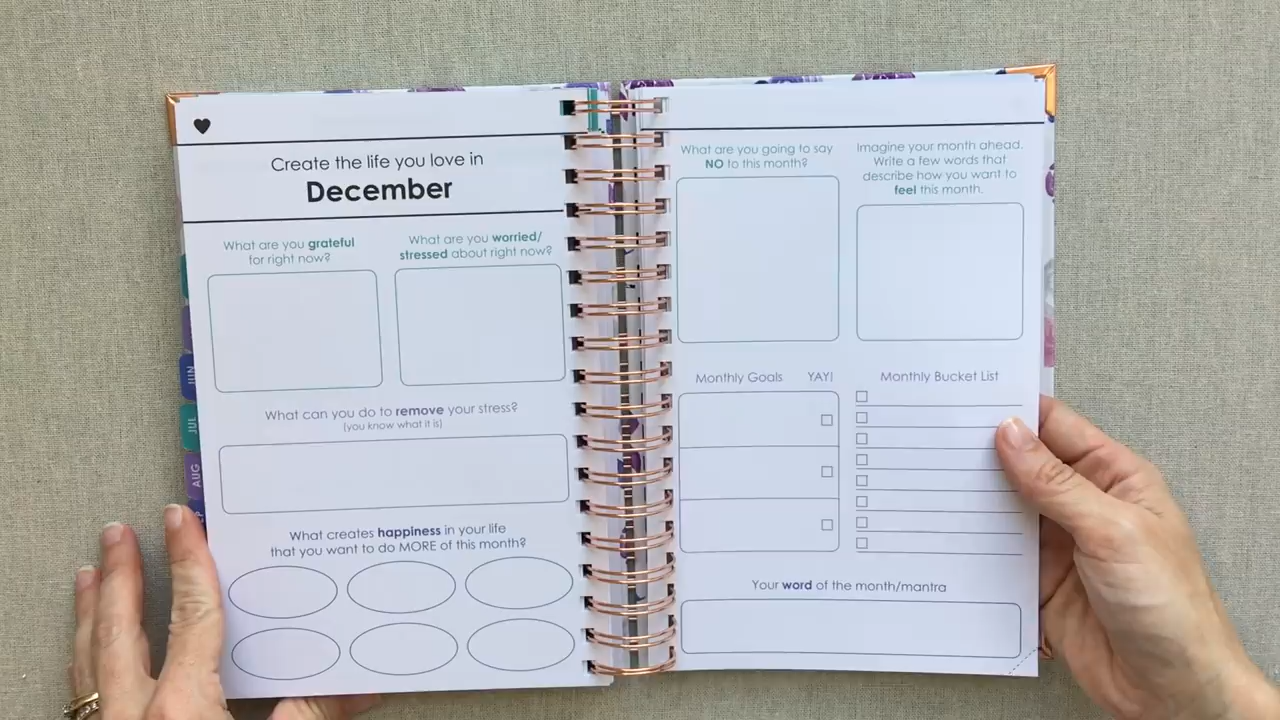 Create the life you love in
December
What are you grateful
for right now?
What are you worried/
stressed about right now?
What can you do to remove your stress?
(you know what it is)
What creates happiness in your life
that you want to do MORE of this month?
What are you going to say
NO to this month?
Imagine your month ahead.
Write a few words that
describe how you want to
feel this month.
Monthly Goals YAY!
Monthly Bucket List
Your word of the month/mantra
JUN
JUL
AUG